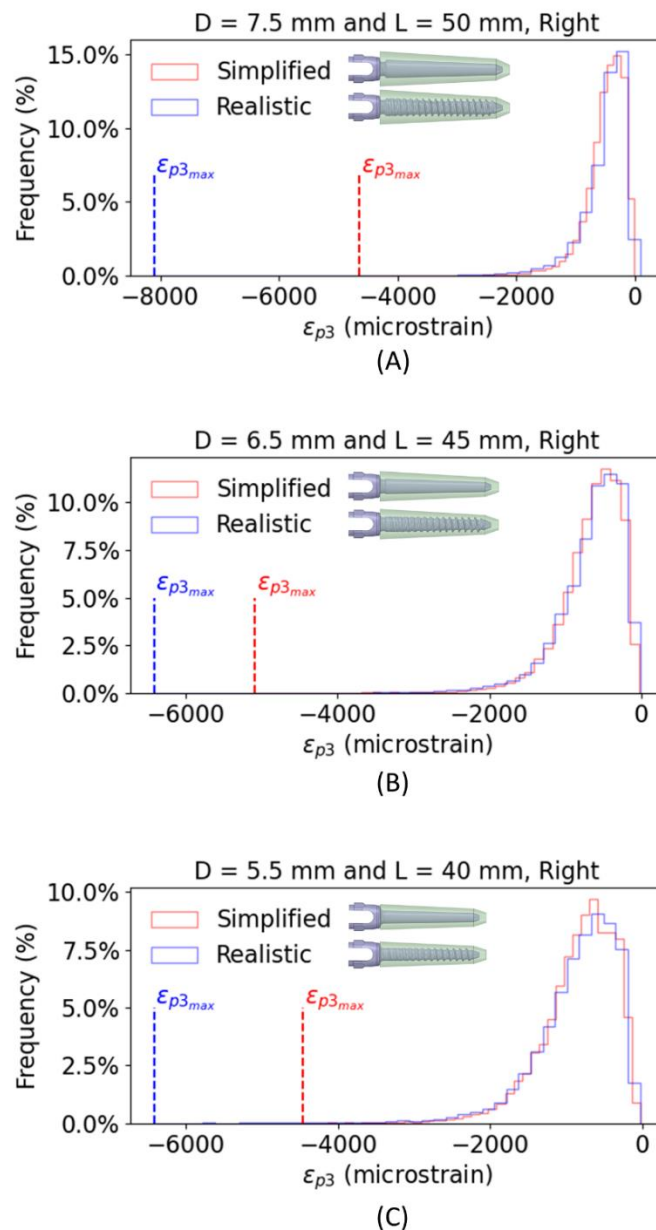 D = 7.5 mm and L = 50 mm, Right
15.0%
Simplified
Realistic
10.0%
εp3max
εp3max
5.0%
0.0%
Frequency (%)
−8000 −6000 −4000 −2000 0
εp3 (microstrain)
(A)
D = 6.5 mm and L = 45 mm, Right
10.0%
Simplified
Realistic
7.5%
εp3max
εp3max
5.0%
2.5%
0.0%
Frequency (%)
−6000 −4000 −2000 0
εp3 (microstrain)
(B)
D = 5.5 mm and L = 40 mm, Right
10.0%
Simplified
Realistic
7.5%
εp3max
εp3max
5.0%
2.5%
0.0%
Frequency (%)
−6000 −4000 −2000 0
εp3 (microstrain)
(C)